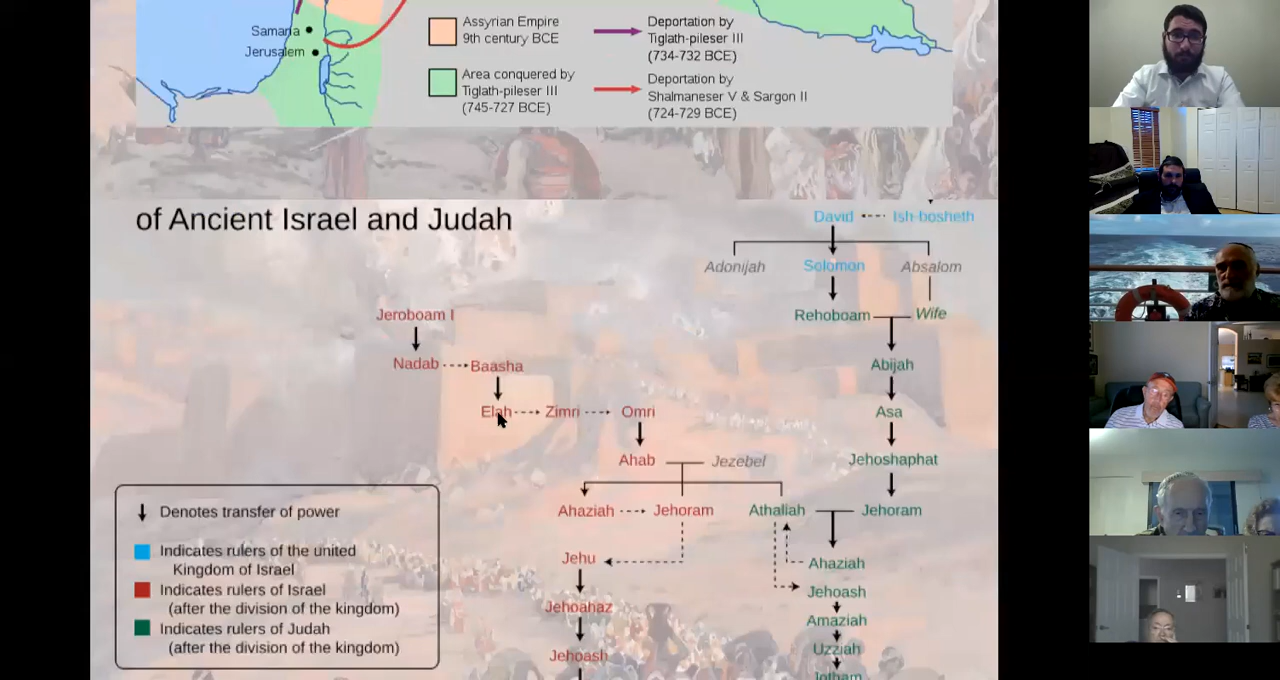 Samaria
Jerusalem
Assyrian Empire
9th century BCE
Deportation by
Tiglath-pileser III
(734-732 BCE)
Area conquered by
Tiglath-pileser III
(745-727 BCE)
Deportation by
Shalmaneser V & Sargon II
(724-729 BCE)
of Ancient Israel and Judah
David Ish-bosheth
Adonijah Solomon Absalom
Jeroboam I Rehoboam Wife
Nadab Baasha Abijah
Elah Zimri Omri Asa
Ahab Jezebel Jehoshaphat
Ahaziah Jehoram Athaliah Jehoram
Jehu Ahaziah
Jehoash
Jehoahaz Amaziah
Jehoash Uzziah
Jotham
Denotes transfer of power
Indicates rulers of the united
Kingdom of Israel
Indicates rulers of Israel
(after the division of the kingdom)
Indicates rulers of Judah
(after the division of the kingdom)